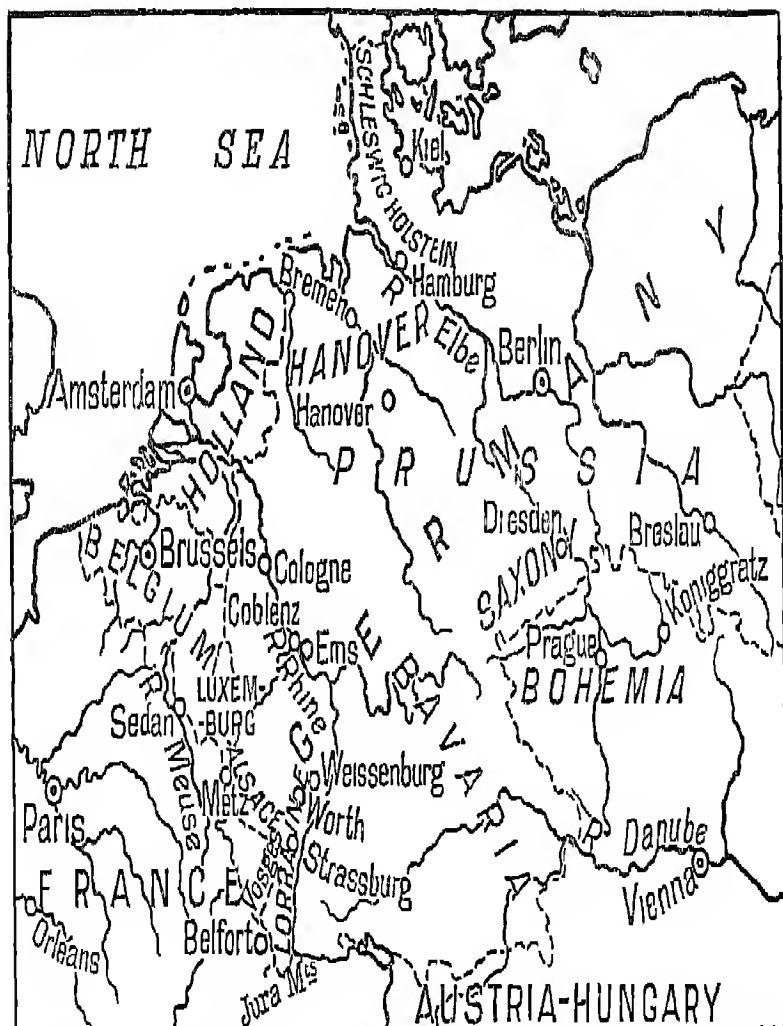 NORTH SEA
SCHLESWIG HOLSTEIN
Kiel
Hamburg
Bremen
R Elbe
HANOVER
Hanover
Berlin
GERMANY
HOLLAND
Amsterdam
PRUSSIA
Dresden
SAXONY
Breslau
Koniggratz
BELGIUM
Brussels
Cologne
Coblenz
Ems
R Rhine
Prague
BOHEMIA
LUXEM-
-BURG
Sedan
R Meuse
BAVARIA
Metz
ALSACE
LORRAINE
Weissenburg
Worth
Strassburg
Vosges
Paris
FRANCE
Orléans
Belfort
Jura Mts
R Danube
Vienna
AUSTRIA-HUNGARY